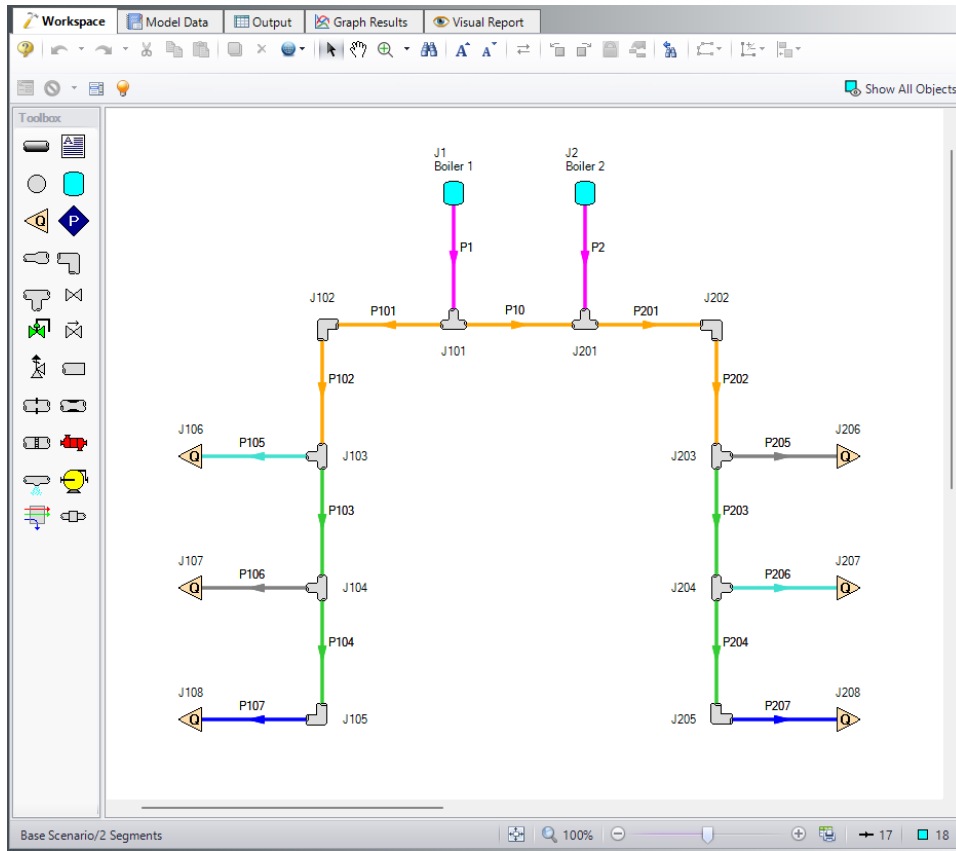 Workspace
Model Data
Output
Graph Results
Visual Report
Show All Objects
Toolbox
J1
Boiler 1
J2
Boiler 2
P1
P2
J102
P101
P10
P201
J202
J101
J201
P102
P202
J106
P105
J103
J203
P205
J206
Q
Q
P103
P203
J107
P106
J104
J204
P206
J207
Q
Q
P104
P204
J108
P107
J105
J205
P207
J208
Q
Q
Q
P
A
A
Base Scenario/2 Segments
100%
17
18